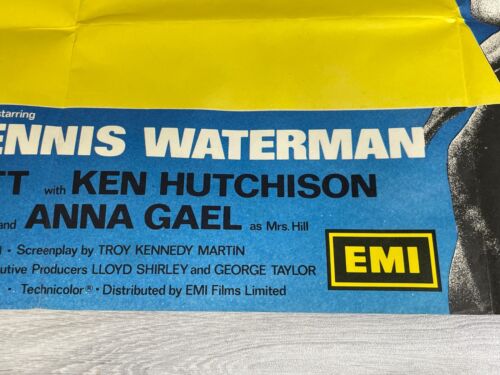 starring
ENNIS WATERMAN
TT with KEN HUTCHISON
and ANNA GAEL as Mrs. Hill
• Screenplay by TROY KENNEDY MARTIN
utive Producers LLOYD SHIRLEY and GEORGE TAYLOR
• Technicolor® • Distributed by EMI Films Limited
EMI